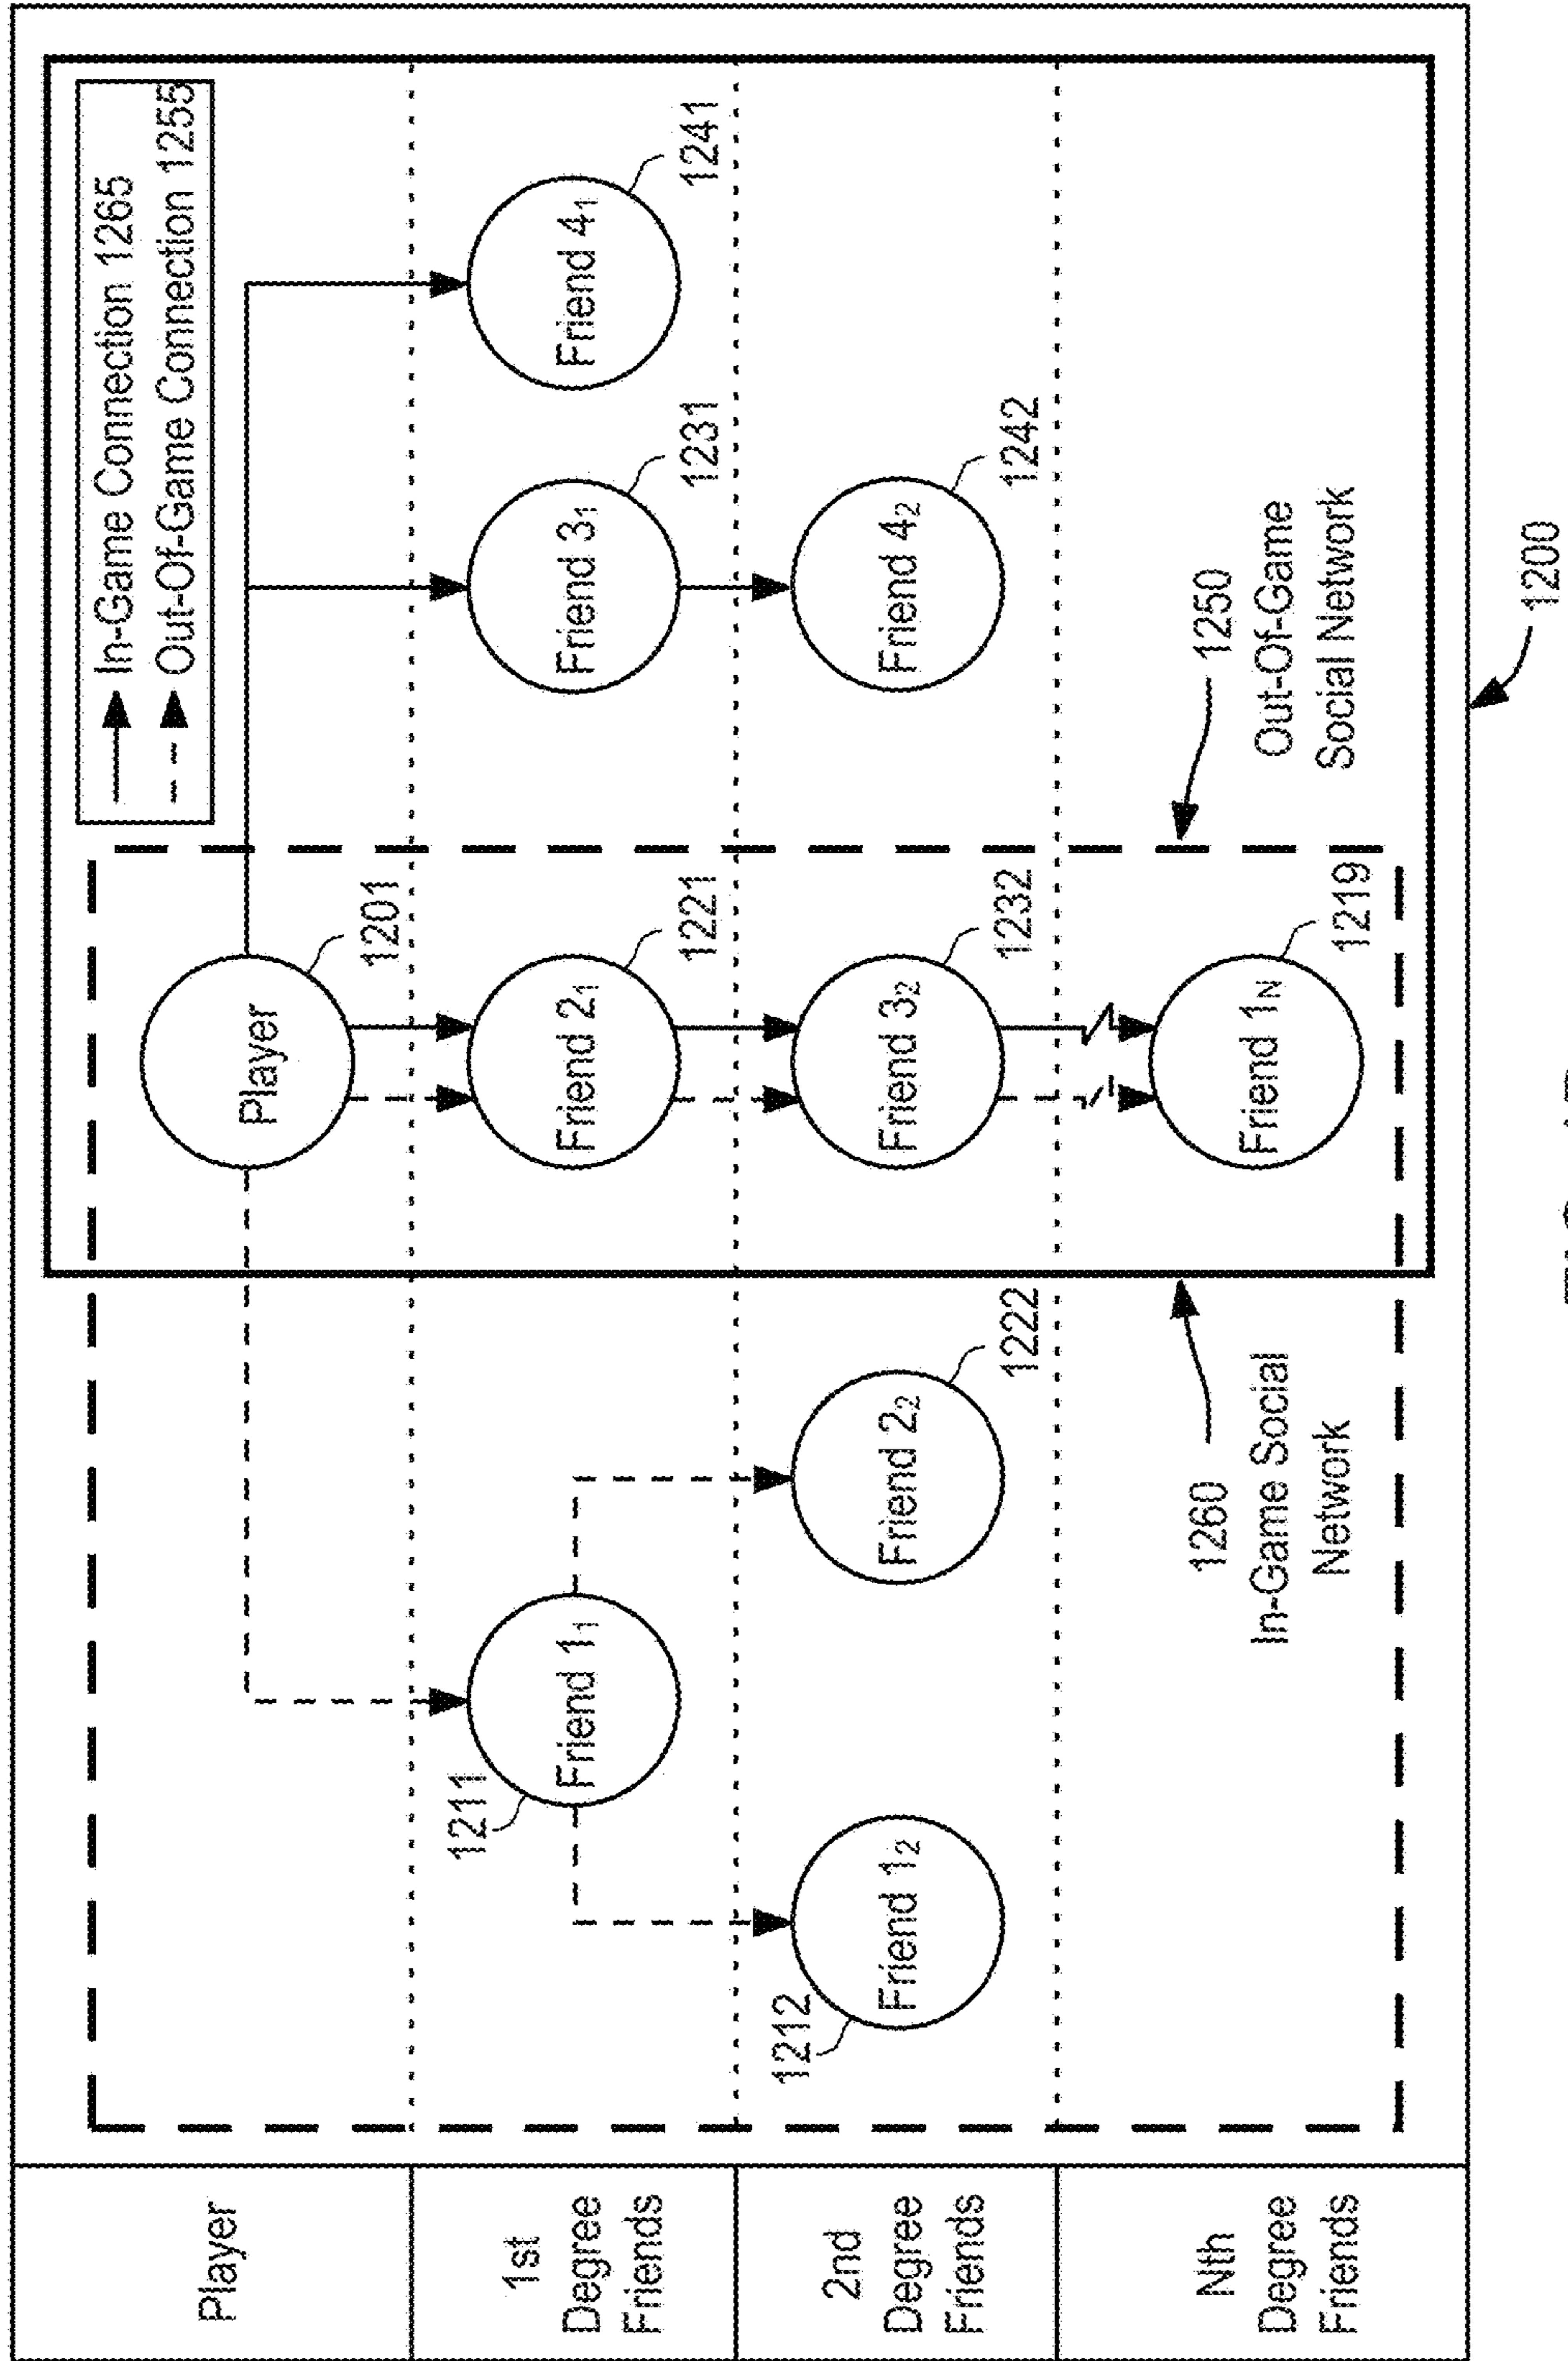 In-Game Connection 1265
Out-Of-Game Connection 1255
Player
Player
1201
1st
Degree
Friends
1211
Friend 1₁
Friend 2₁
1221
Friend 3₁
1231
Friend 4₁
1241
2nd
Degree
Friends
1212
Friend 1₂
Friend 2₂
1222
Friend 3₂
1232
Friend 4₂
1242
Nth
Degree
Friends
1260
In-Game Social
Network
Friend 1N
1219
1250
Out-Of-Game
Social Network
1200